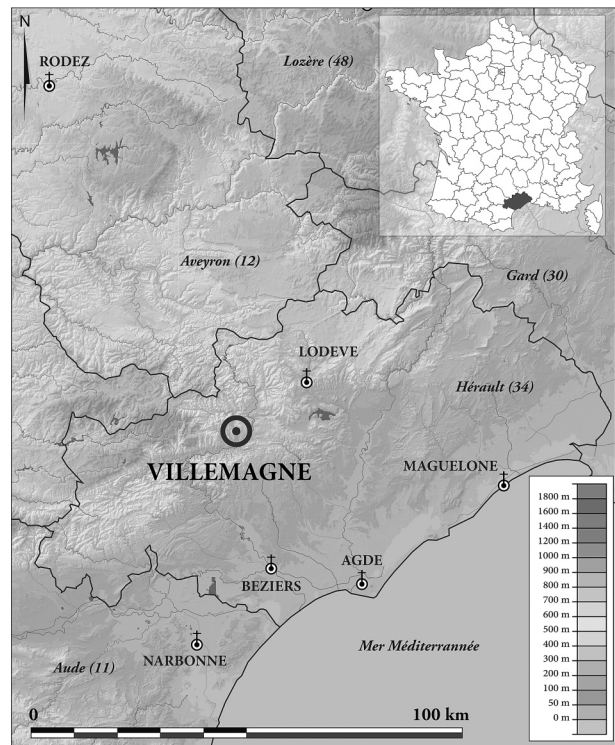 N
RODEZ
Lozère (48)
Aveyron (12)
Gard (30)
LODEVE
Hérault (34)
VILLEMAGNE
MAGUELONE
AGDE
BEZIERS
Mer Méditerrannée
NARBONNE
Aude (11)
0 100 km
1800 m
1600 m
1400 m
1200 m
1000 m
900 m
800 m
700 m
600 m
500 m
400 m
300 m
200 m
100 m
50 m
0 m